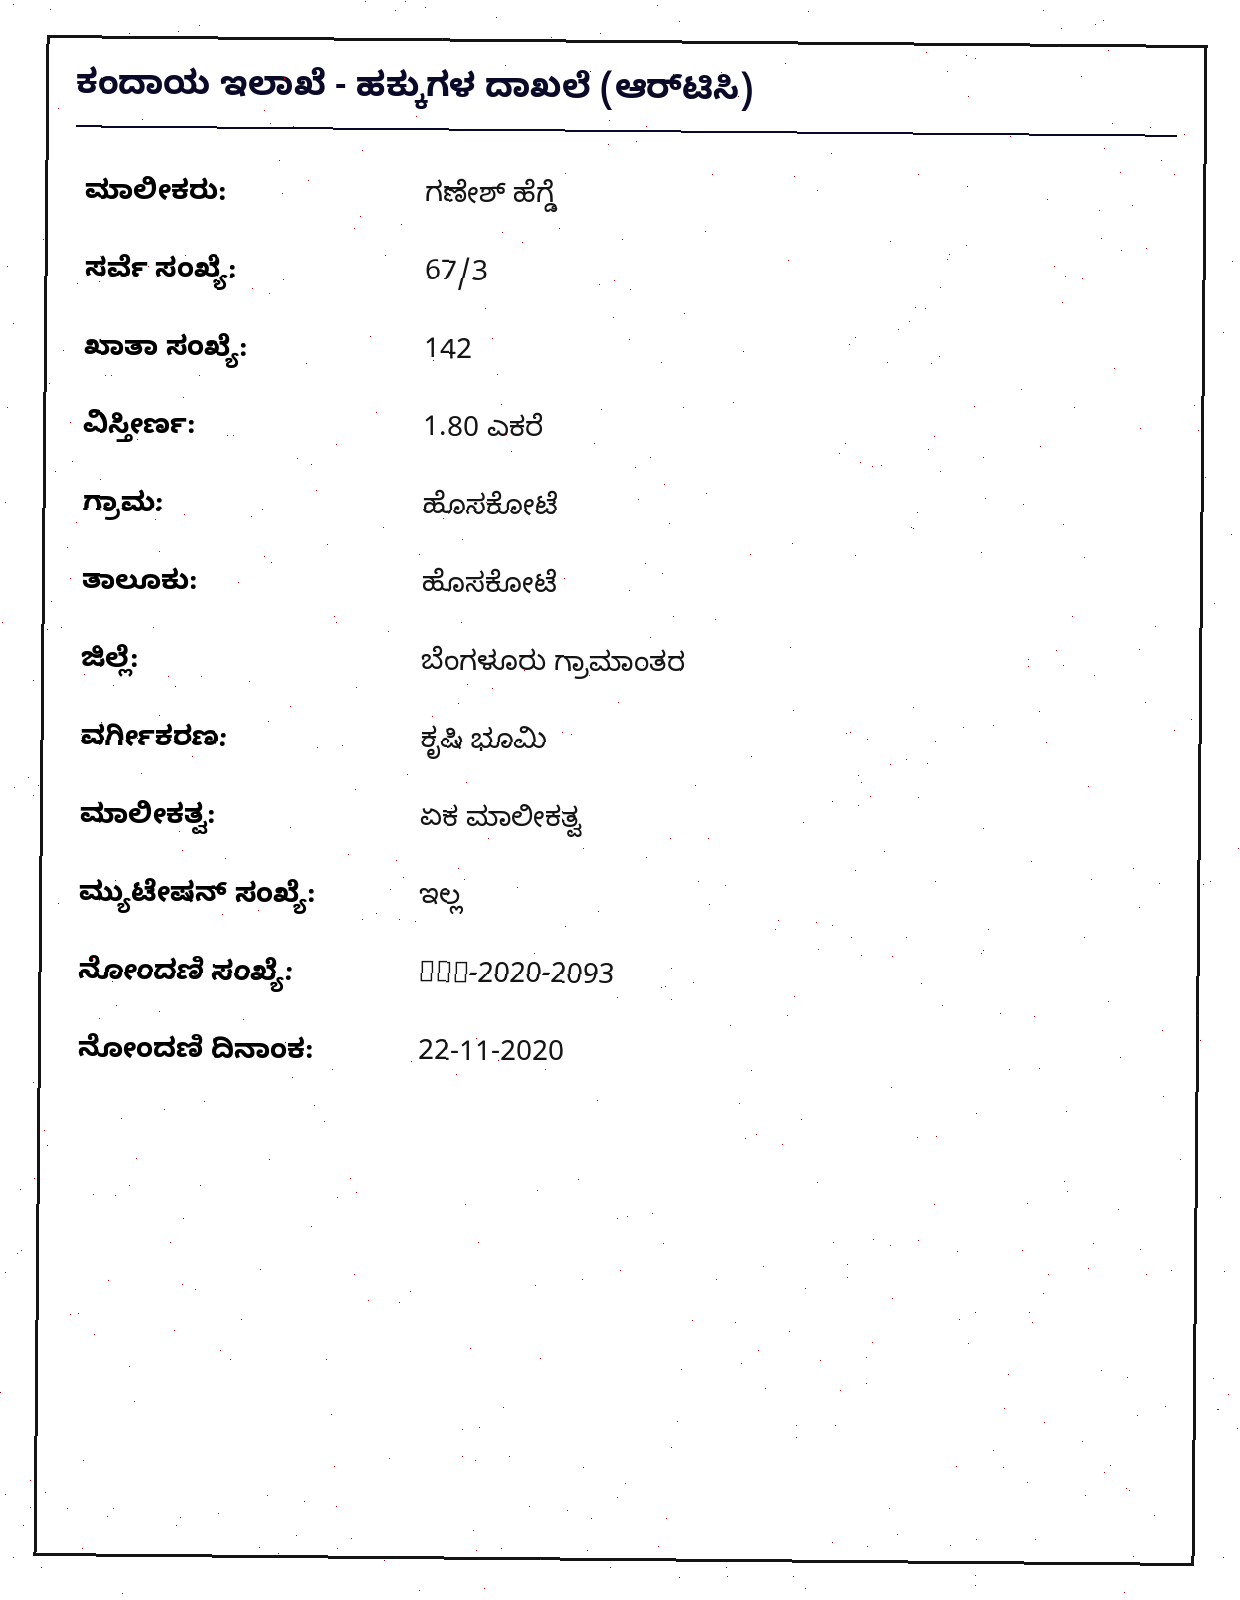 ಕಂದಾಯ ಇಲಾಖೆ - ಹಕ್ಕುಗಳ ದಾಖಲೆ (ಆರ್‌ಟಿಸಿ)
ಮಾಲೀಕರು: ಗಣೇಶ್ ಹೆಗ್ಡೆ
ಸರ್ವೆ ಸಂಖ್ಯೆ: 67/3
ಖಾತಾ ಸಂಖ್ಯೆ: 142
ವಿಸ್ತೀರ್ಣ: 1.80 ಎಕರೆ
ಗ್ರಾಮ: ಹೊಸಕೋಟೆ
ತಾಲೂಕು: ಹೊಸಕೋಟೆ
ಜಿಲ್ಲೆ: ಬೆಂಗಳೂರು ಗ್ರಾಮಾಂತರ
ವರ್ಗೀಕರಣ: ಕೃಷಿ ಭೂಮಿ
ಮಾಲೀಕತ್ವ: ಏಕ ಮಾಲೀಕತ್ವ
ಮ್ಯುಟೇಷನ್ ಸಂಖ್ಯೆ: ಇಲ್ಲ
ನೋಂದಣಿ ಸಂಖ್ಯೆ: -2020-2093
ನೋಂದಣಿ ದಿನಾಂಕ: 22-11-2020